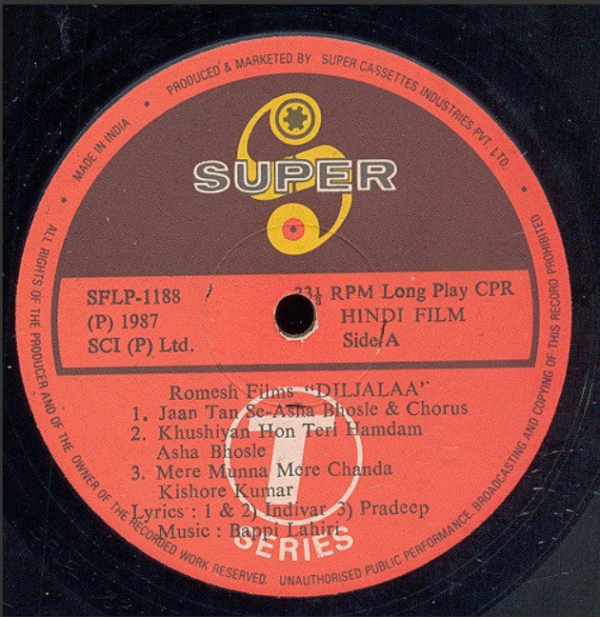 • MADE IN INDIA • PRODUCED & MARKETED BY SUPER CASSETTES INDUSTRIES PVT. LTD. •
SUPER
SFLP-1188
(P) 1987
SCI (P) Ltd.
33⅓ RPM Long Play CPR
HINDI FILM
Side/A
Romesh Films "DILJALAA"
1. Jaan Tan Se-Asha Bhosle & Chorus
2. Khushiyan Hon Teri Hamdam
Asha Bhosle
3. Mere Munna Mere Chanda
Kishore Kumar
Lyrics : 1 & 2) Indivar 3) Pradeep
Music : Bappi Lahiri
T
SERIES
ALL RIGHTS OF THE PRODUCER AND OF THE OWNER OF THE RECORDED WORK RESERVED. UNAUTHORISED PUBLIC PERFORMANCE, BROADCASTING AND COPYING OF THIS RECORD PROHIBITED